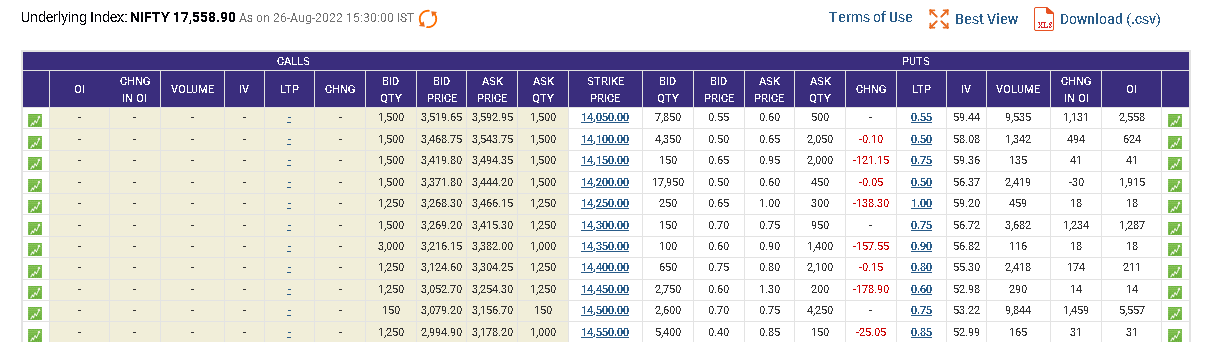 Underlying Index: NIFTY 17,558.90 As on 26-Aug-2022 15:30:00 IST Terms of Use Best View XLS Download (.csv)
CALLS PUTS
OI CHNG IN OI VOLUME IV LTP CHNG BID QTY BID PRICE ASK PRICE ASK QTY STRIKE PRICE BID QTY BID PRICE ASK PRICE ASK QTY CHNG LTP IV VOLUME CHNG IN OI OI
- - - - - - 1,500 3,519.65 3,592.95 1,500 14,050.00 7,850 0.55 0.60 500 - 0.55 59.44 9,535 1,131 2,558
- - - - - - 1,500 3,468.75 3,543.75 1,500 14,100.00 4,350 0.50 0.65 2,050 -0.10 0.50 58.08 1,342 494 624
- - - - - - 1,500 3,419.80 3,494.35 1,500 14,150.00 150 0.65 0.95 2,000 -121.15 0.75 59.36 135 41 41
- - - - - - 1,500 3,371.80 3,444.20 1,500 14,200.00 17,950 0.50 0.60 450 -0.05 0.50 56.37 2,419 -30 1,915
- - - - - - 1,250 3,268.30 3,466.15 1,250 14,250.00 250 0.65 1.00 300 -138.30 1.00 59.20 459 18 18
- - - - - - 1,500 3,269.20 3,415.30 1,250 14,300.00 150 0.70 0.75 950 - 0.75 56.72 3,682 1,234 1,287
- - - - - - 3,000 3,216.15 3,382.00 1,000 14,350.00 100 0.60 0.90 1,400 -157.55 0.90 56.82 116 18 18
- - - - - - 1,250 3,124.60 3,304.25 1,250 14,400.00 650 0.75 0.80 2,100 -0.15 0.80 55.30 2,418 174 211
- - - - - - 1,250 3,052.70 3,254.30 1,250 14,450.00 2,750 0.60 1.30 200 -178.90 0.60 52.98 290 14 14
- - - - - - 150 3,079.20 3,156.70 150 14,500.00 2,600 0.70 0.75 4,250 - 0.75 53.22 9,844 1,459 5,557
- - - - - - 1,250 2,994.90 3,178.20 1,000 14,550.00 5,400 0.40 0.85 150 -25.05 0.85 52.99 165 31 31